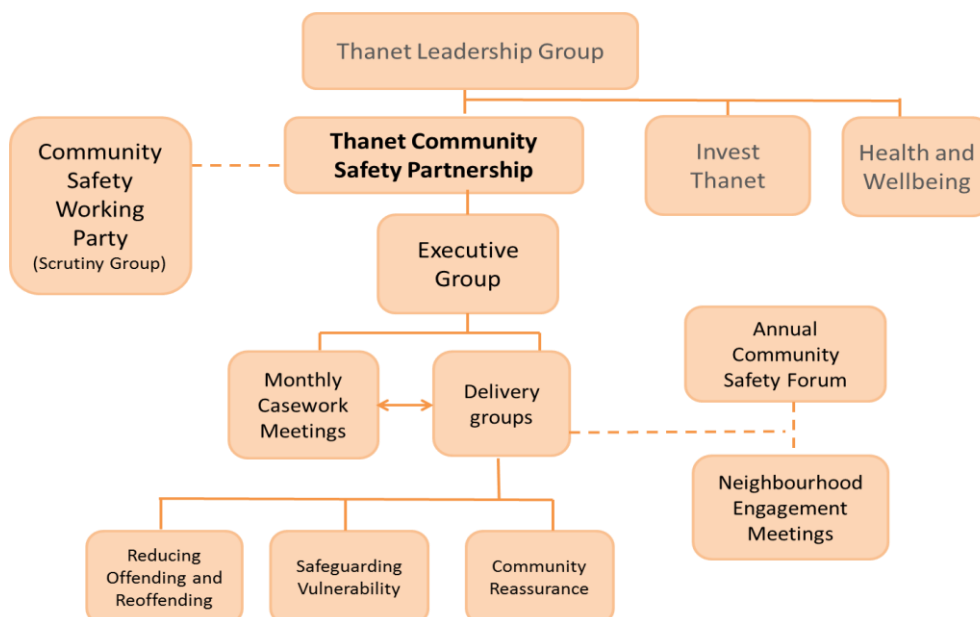 Thanet Leadership Group
Community
Safety
Working
Party
(Scrutiny Group)
Thanet Community
Safety Partnership
Invest
Thanet
Health and
Wellbeing
Executive
Group
Annual
Community
Safety Forum
Monthly
Casework
Meetings
Delivery
groups
Neighbourhood
Engagement
Meetings
Reducing
Offending and
Reoffending
Safeguarding
Vulnerability
Community
Reassurance